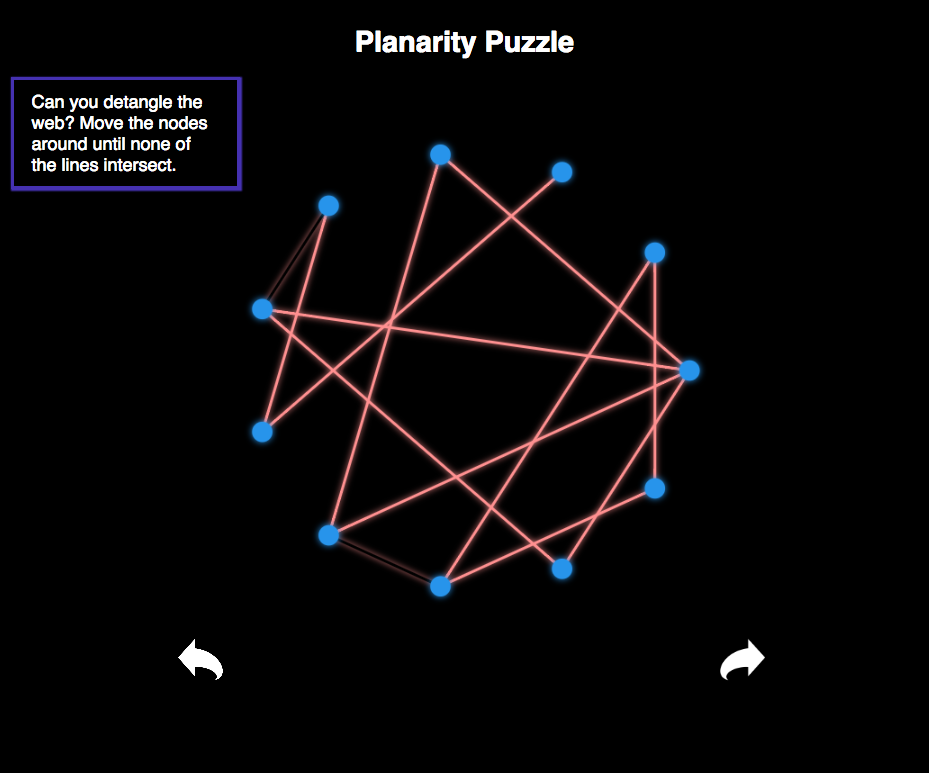 Planarity Puzzle
Can you detangle the
web? Move the nodes
around until none of
the lines intersect.